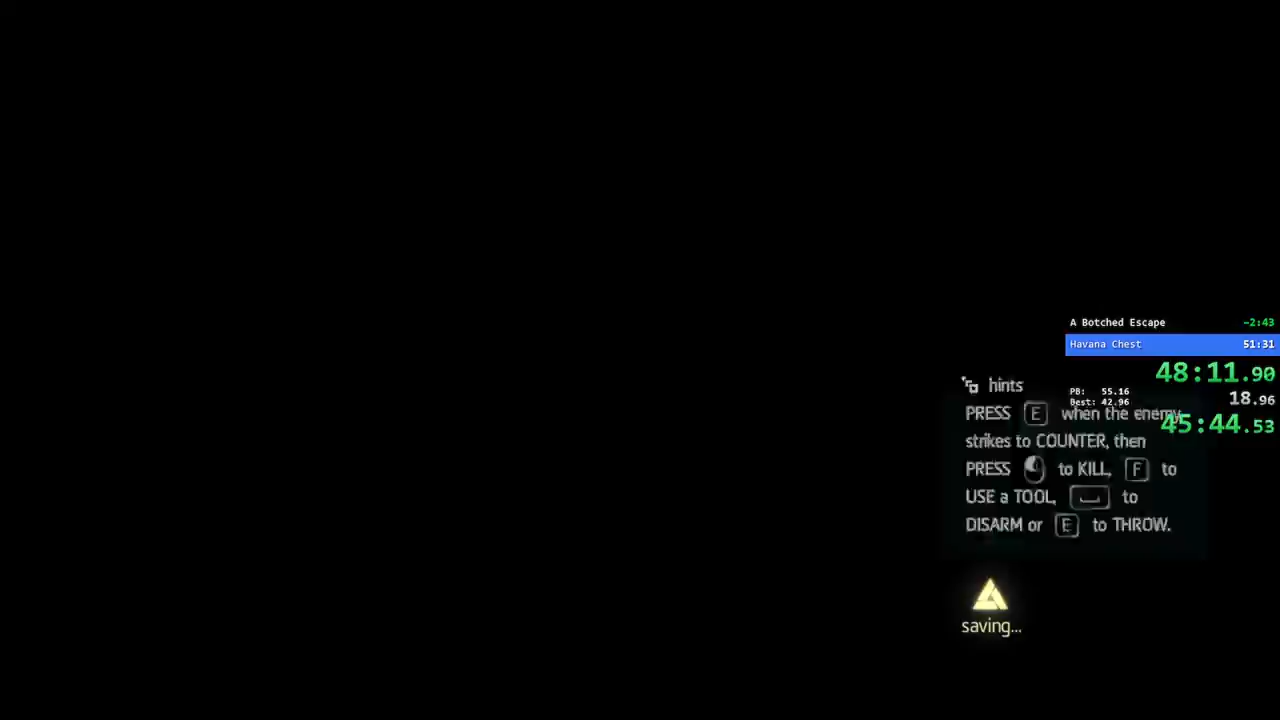 A Botched Escape -2:43
Havana Chest 51:31
48:11.90
PB: 55.16
Best: 42.96
18.96
45:44.53
hints
PRESS E when the enemy
strikes to COUNTER, then
PRESS to KILL, F to
USE a TOOL, to
DISARM or E to THROW.
saving...